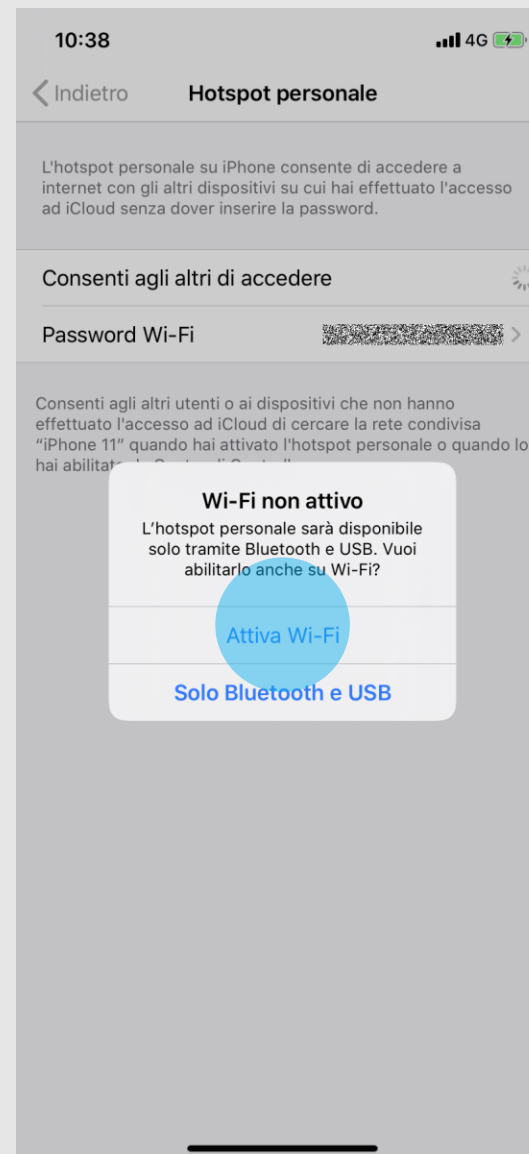 10:38
4G
Indietro
Hotspot personale
L'hotspot personale su iPhone consente di accedere a
internet con gli altri dispositivi su cui hai effettuato l'accesso
ad iCloud senza dover inserire la password.
Consenti agli altri di accedere
Password Wi-Fi
Consenti agli altri utenti o ai dispositivi che non hanno
effettuato l'accesso ad iCloud di cercare la rete condivisa
“iPhone 11” quando hai attivato l'hotspot personale o quando lo
hai
Wi-Fi non attivo
L'hotspot personale sarà disponibile
solo tramite Bluetooth e USB. Vuoi
abilitarlo anche su Wi-Fi?
Attiva Wi-Fi
Solo Bluetooth e USB